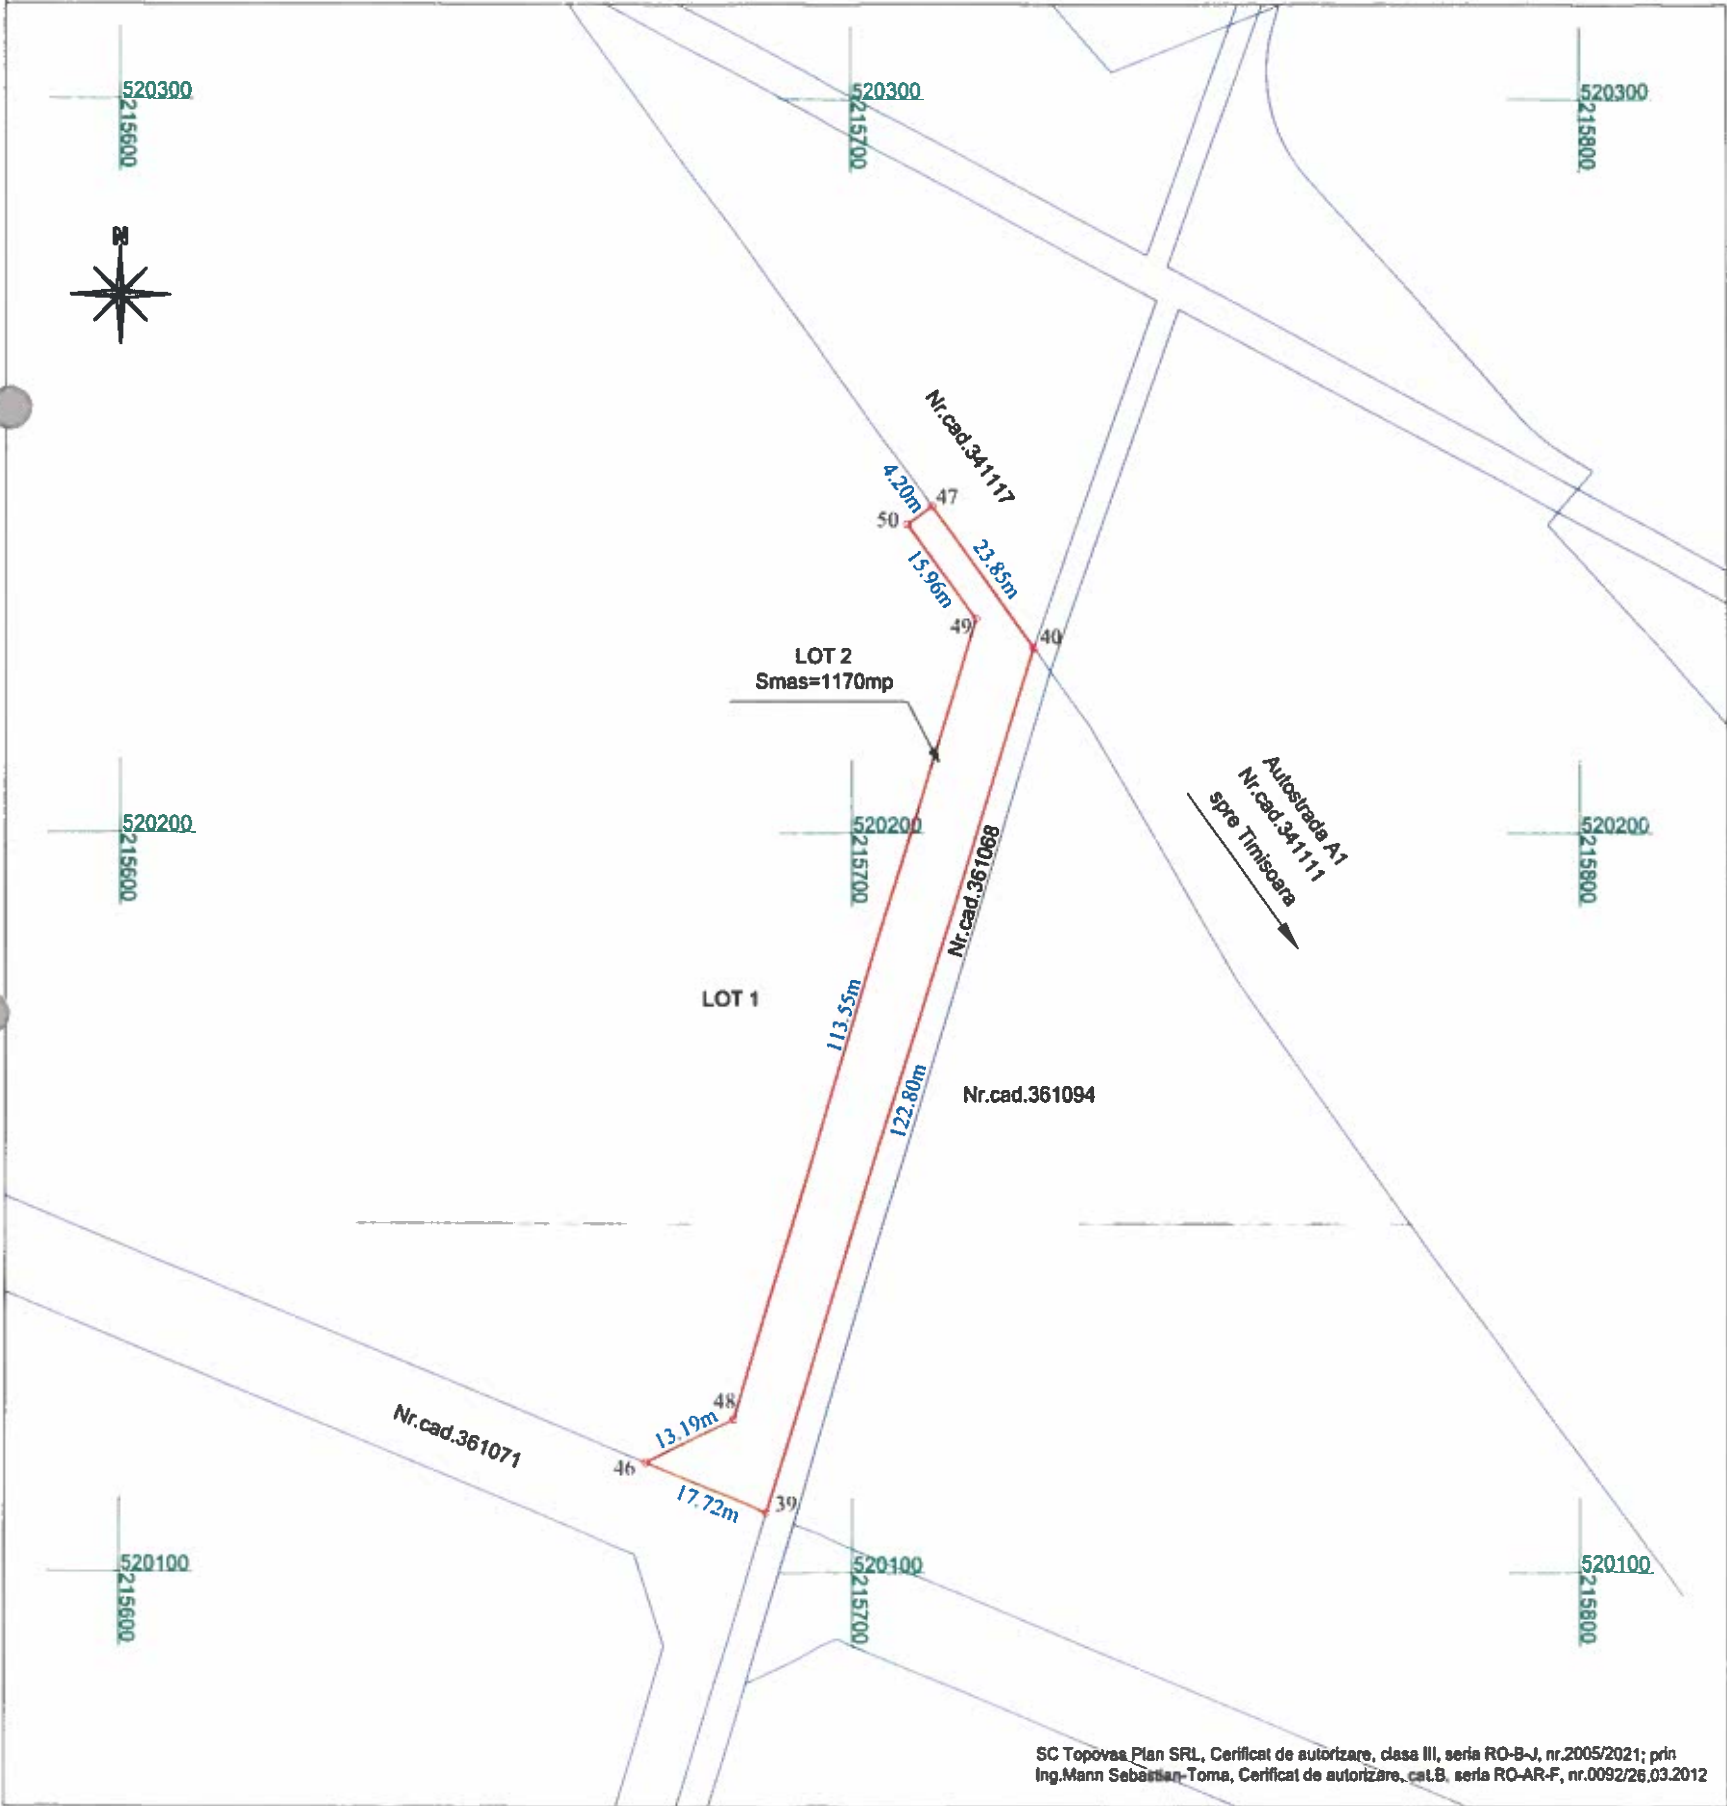 520300
215600
520300
215700
520300
215800
N
Nr.cad.341117
4.20m
47
50
23.85m
15.96m
49
40
LOT 2
Smas=1170mp
Autostrada A1
Nr.cad.341111
spre Timisoara
520200
215600
520200
215700
520200
215800
Nr.cad.361068
LOT 1
113.55m
122.80m
Nr.cad.361094
48
13.19m
Nr.cad.361071
46
17.72m
39
520100
215600
520100
215700
520100
215800
SC Topovas Plan SRL, Cerificat de autorizare, clasa III, seria RO-B-J, nr.2005/2021; prin
Ing.Mann Sebastian-Toma, Cerificat de autorizare, cat.B, seria RO-AR-F, nr.0092/26.03.2012